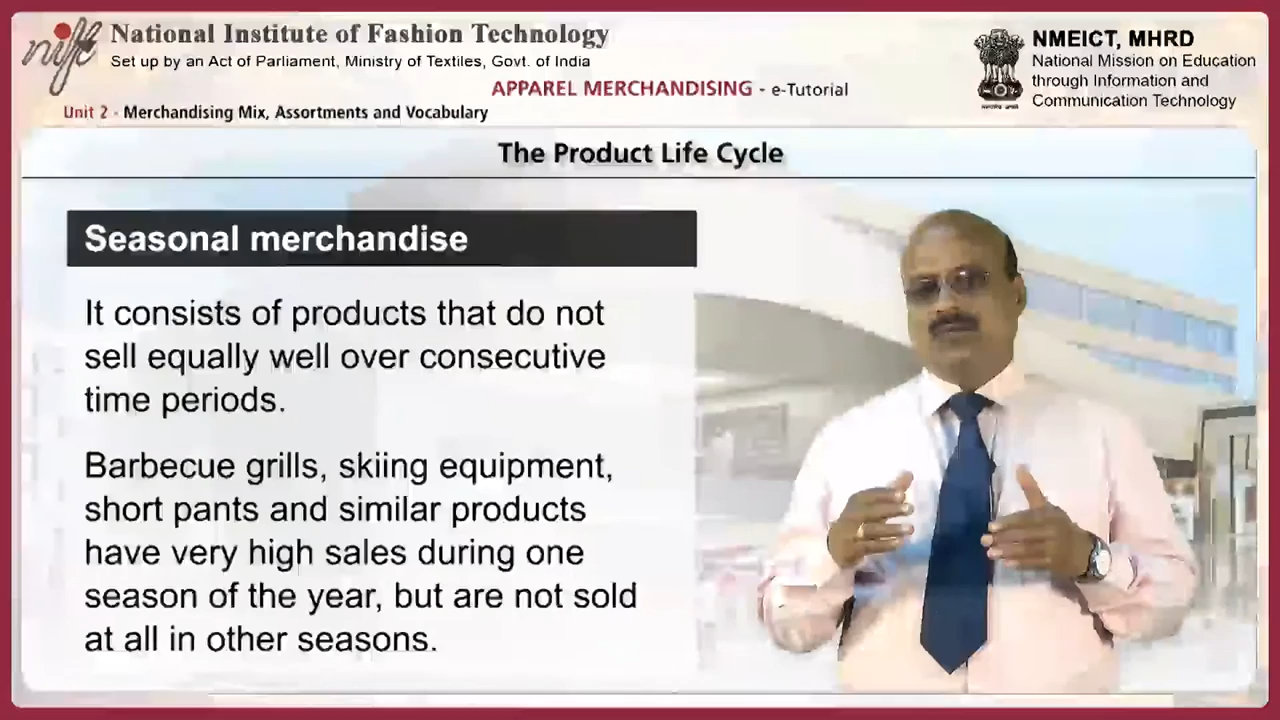 nift
National Institute of Fashion Technology
Set up by an Act of Parliament, Ministry of Textiles, Govt. of India
NMEICT, MHRD
National Mission on Education
through Information and
Communication Technology
APPAREL MERCHANDISING - e-Tutorial
Unit 2 - Merchandising Mix, Assortments and Vocabulary
The Product Life Cycle
Seasonal merchandise
It consists of products that do not
sell equally well over consecutive
time periods.
Barbecue grills, skiing equipment,
short pants and similar products
have very high sales during one
season of the year, but are not sold
at all in other seasons.